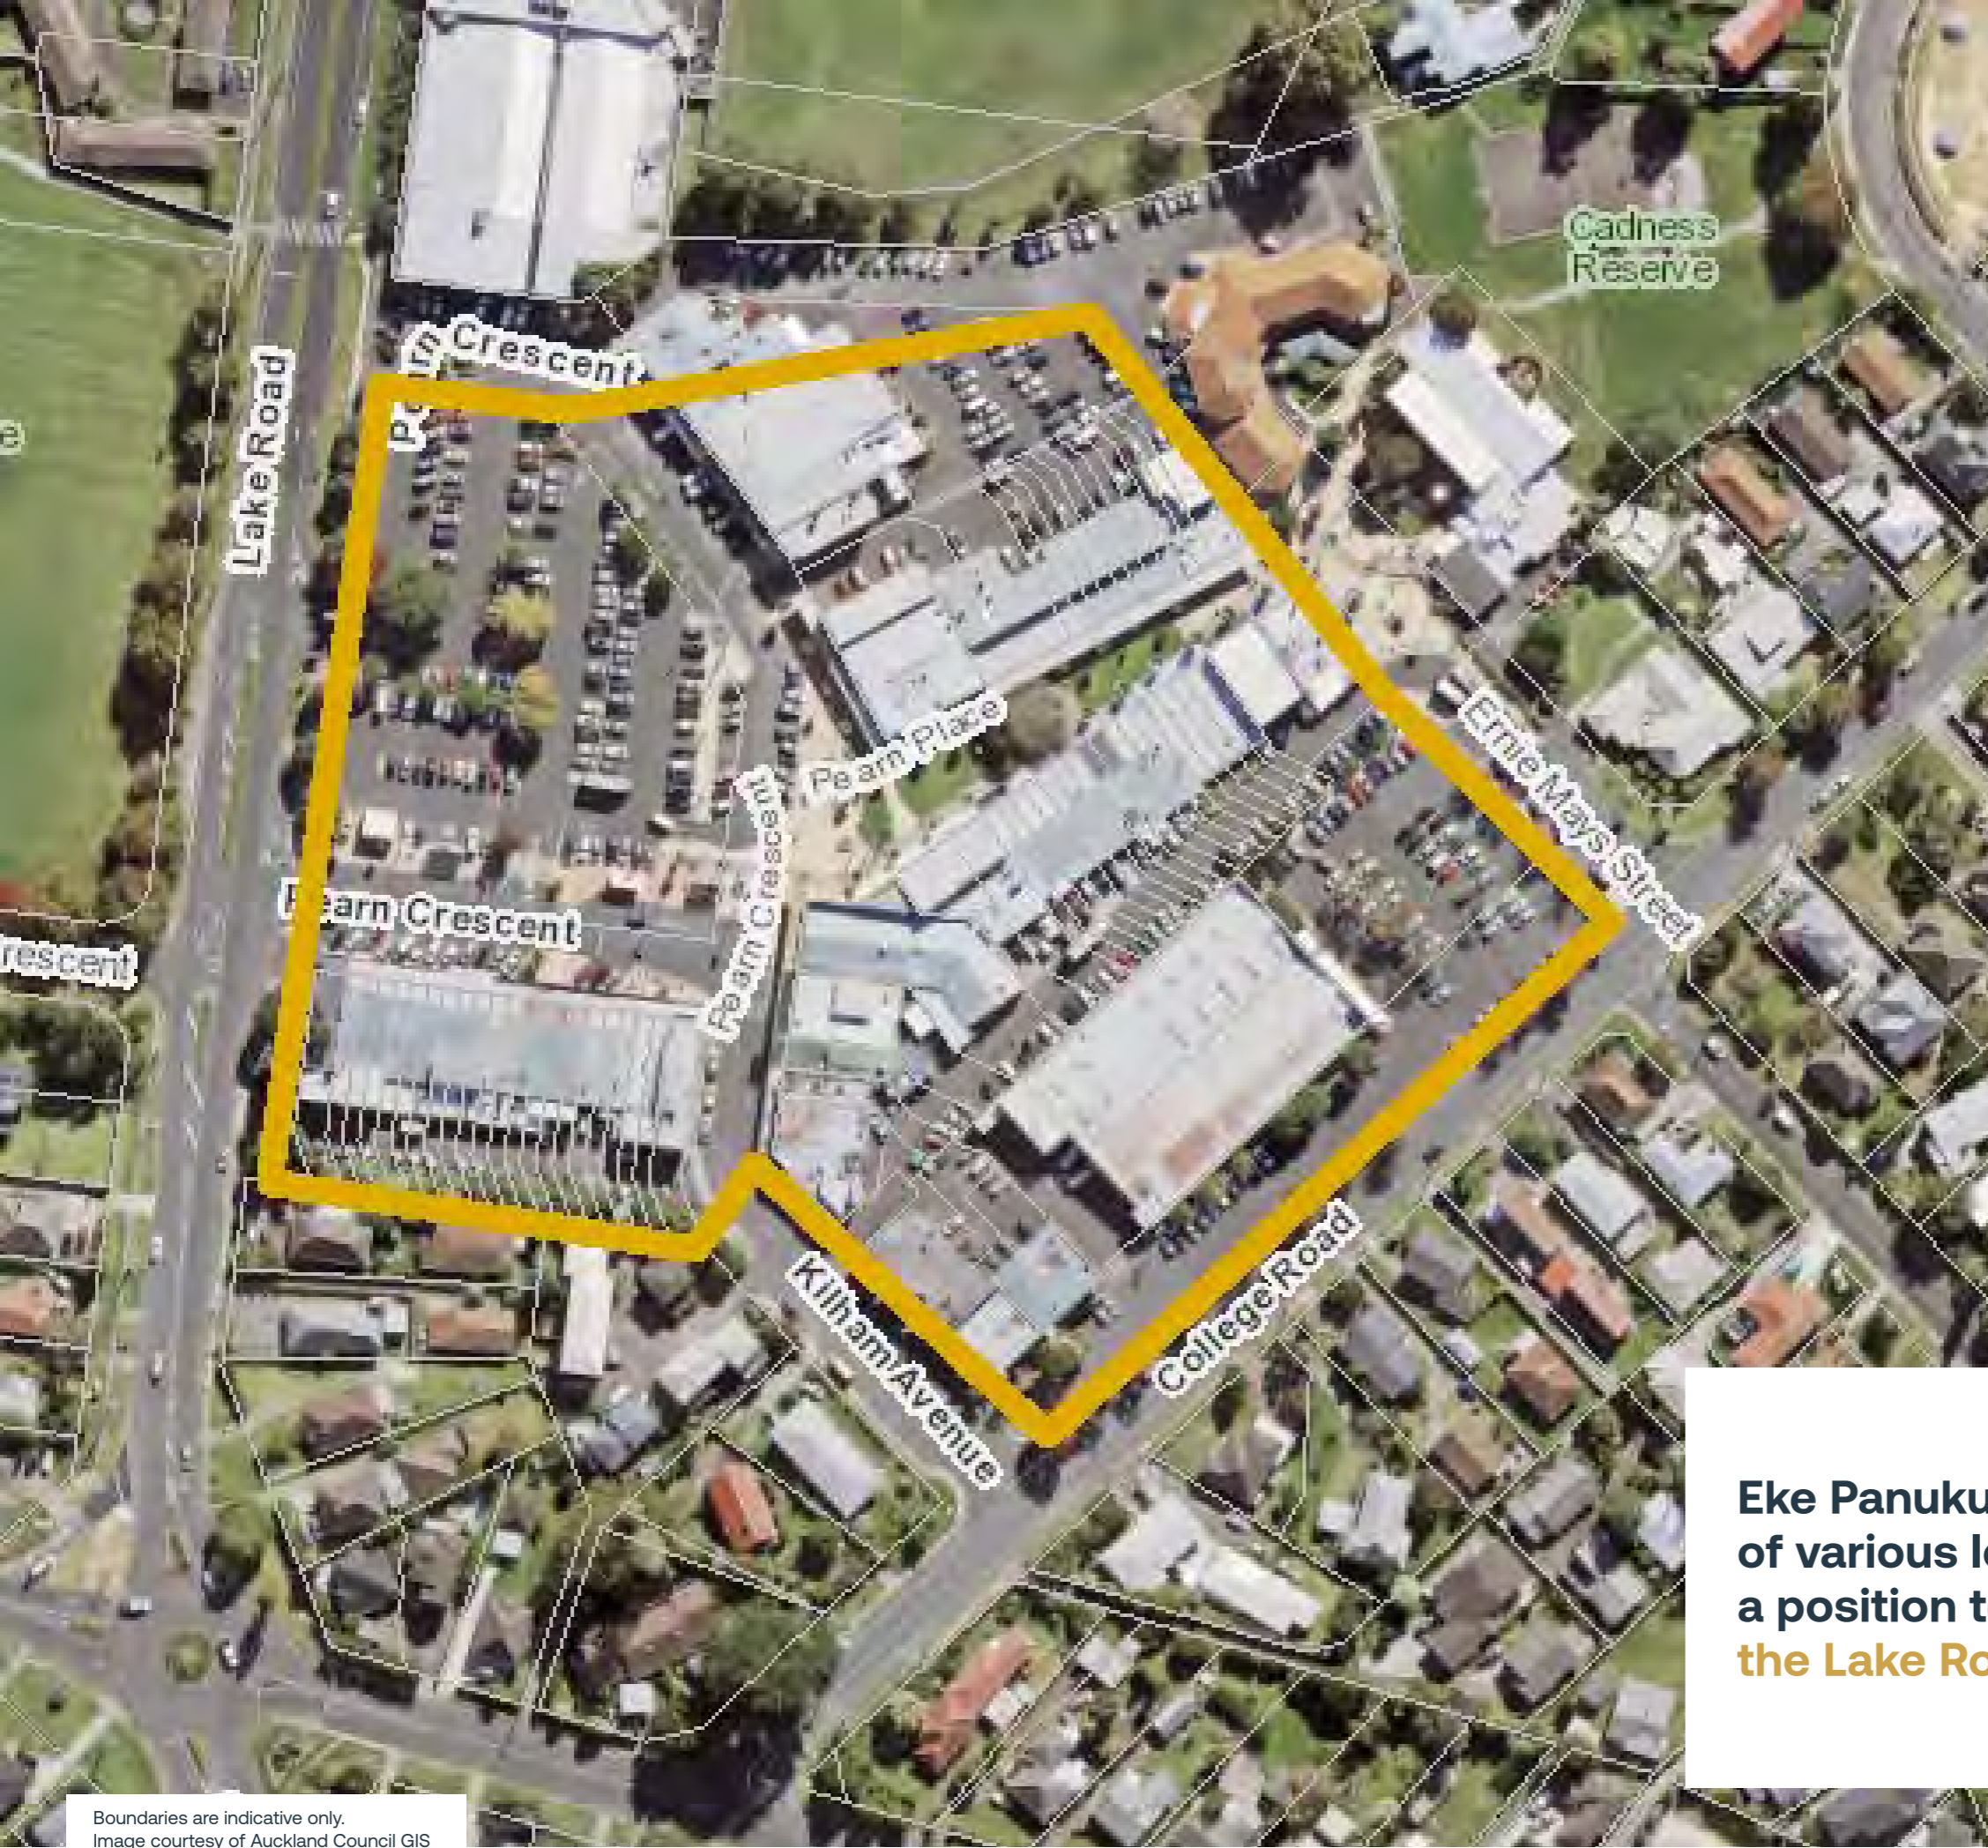 Cadness
Reserve
Crescent
Pearn
Lake Road
e
Pearn Place
Ernie Mays Street
Pearn Crescent
Pearn Crescent
rescent
Kilham Avenue
College Road
Eke Panuku
of various l
a position t
the Lake Ro
Boundaries are indicative only.
Image courtesy of Auckland Council GIS